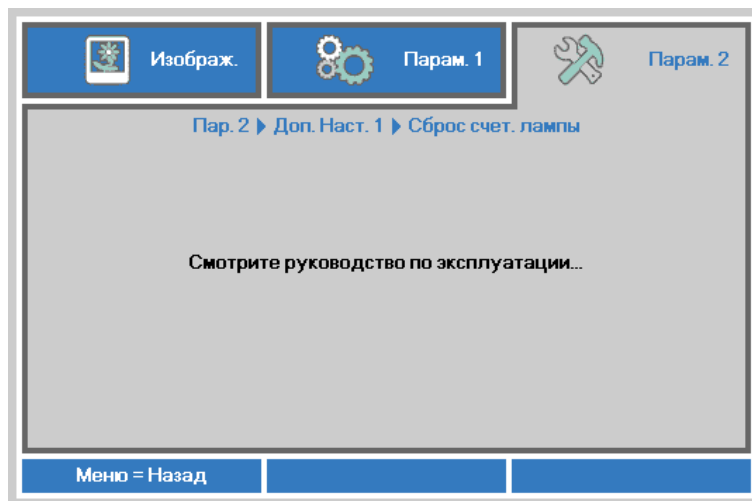 Изображ.
Парам. 1
Парам. 2
Пар. 2 Доп. Наст. 1 Сброс счет. лампы
Смотрите руководство по эксплуатации...
Меню = Назад